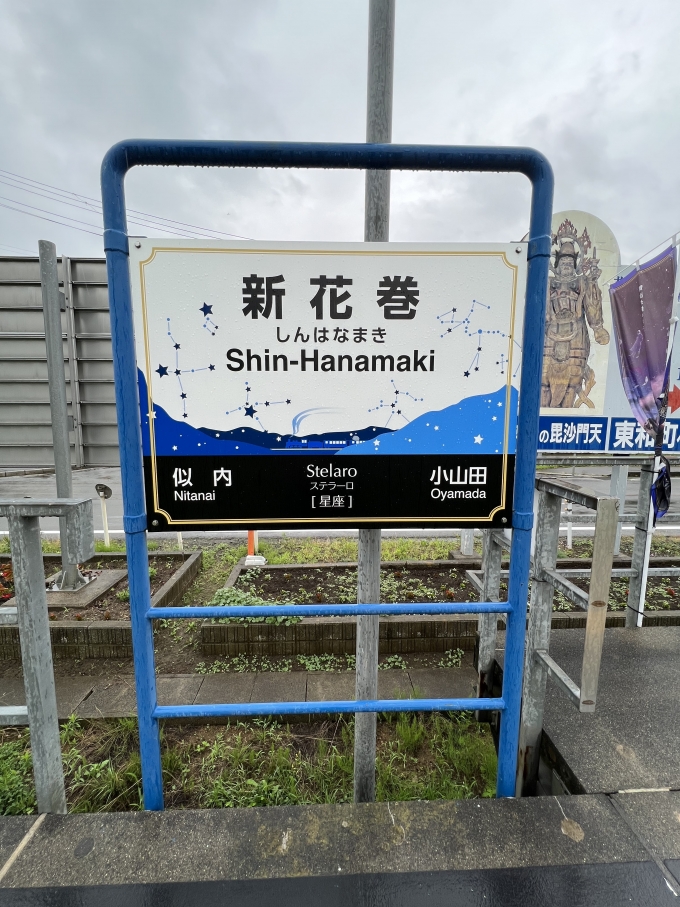 新花巻
しんはなまき
Shin-Hanamaki
似内
Nitanai
Stelaro
ステラーロ
[星座]
小山田
Oyamada
の毘沙門天
東和町